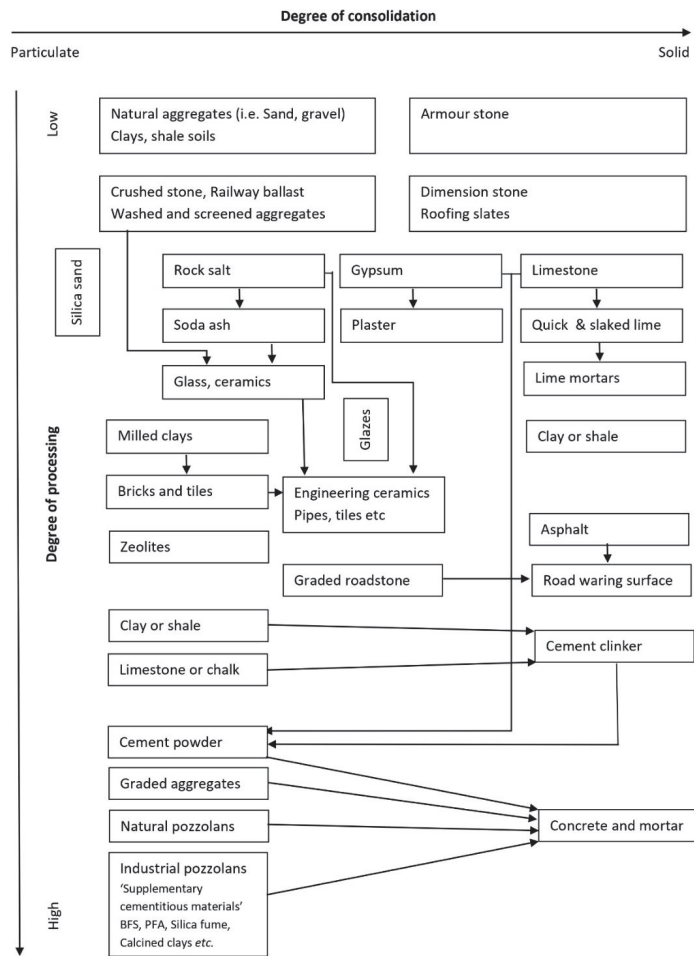 Degree of consolidation
Particulate
Solid
Low
Natural aggregates (i.e. Sand, gravel)
Clays, shale soils
Armour stone
Crushed stone, Railway ballast
Washed and screened aggregates
Dimension stone
Roofing slates
Silica sand
Rock salt
Gypsum
Limestone
Soda ash
Plaster
Quick & slaked lime
Glass, ceramics
Lime mortars
Glazes
Milled clays
Clay or shale
Degree of processing
Bricks and tiles
Engineering ceramics
Pipes, tiles etc
Zeolites
Asphalt
Graded roadstone
Road waring surface
Clay or shale
Cement clinker
Limestone or chalk
Cement powder
Graded aggregates
Natural pozzolans
Concrete and mortar
Industrial pozzolans
'Supplementary
cementitious materials'
BFS, PFA, Silica fume,
Calcined clays etc.
High